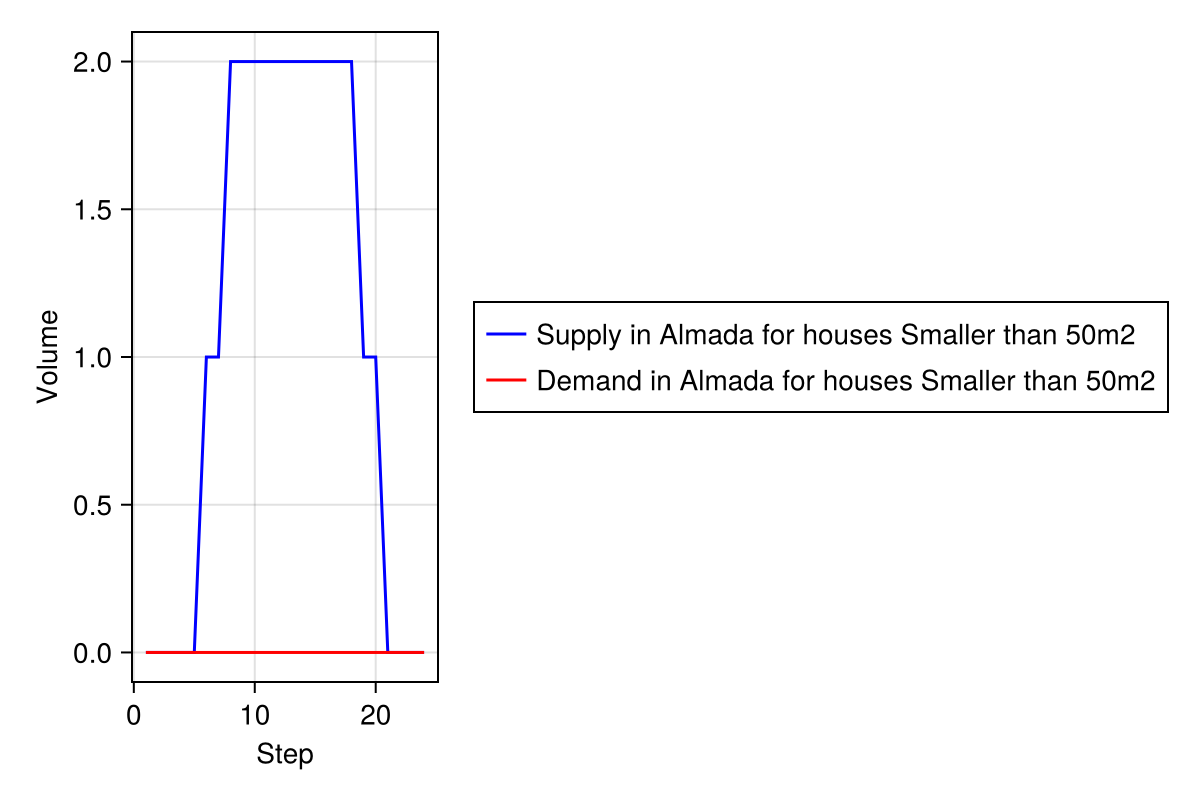 2.0
1.5
1.0
0.5
0.0
Volume
0 10 20
Step
Supply in Almada for houses Smaller than 50m2
Demand in Almada for houses Smaller than 50m2